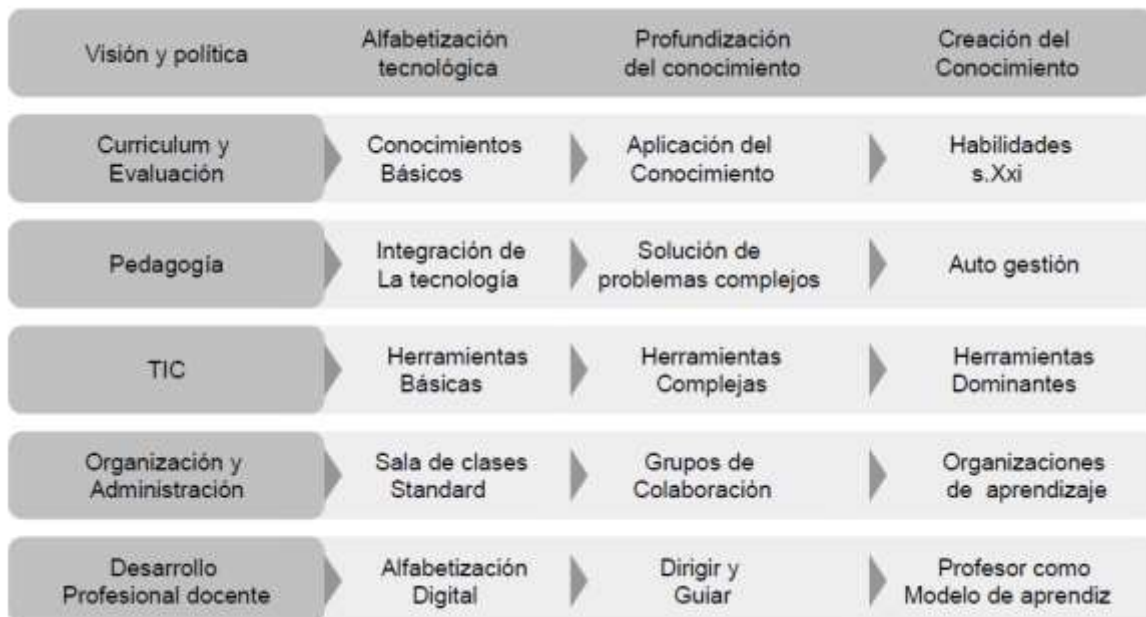 Visión y política
Alfabetización
tecnológica
Profundización
del conocimiento
Creación del
Conocimiento
Curriculum y
Evaluación
Conocimientos
Básicos
Aplicación del
Conocimiento
Habilidades
s.Xxi
Pedagogía
Integración de
La tecnología
Solución de
problemas complejos
Auto gestión
TIC
Herramientas
Básicas
Herramientas
Complejas
Herramientas
Dominantes
Organización y
Administración
Sala de clases
Standard
Grupos de
Colaboración
Organizaciones
de aprendizaje
Desarrollo
Profesional docente
Alfabetización
Digital
Dirigir y
Guiar
Profesor como
Modelo de aprendiz